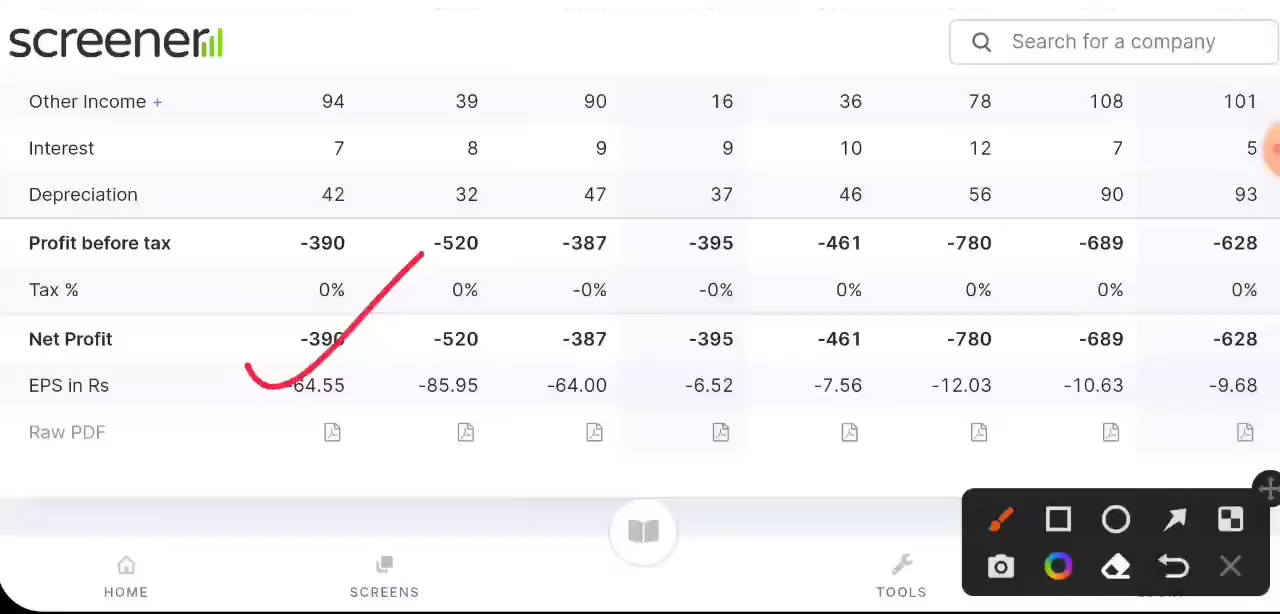 screener
Search for a company
Other Income + 94 39 90 16 36 78 108 101
Interest 7 8 9 9 10 12 7 5
Depreciation 42 32 47 37 46 56 90 93
Profit before tax -390 -520 -387 -395 -461 -780 -689 -628
Tax % 0% 0% -0% -0% 0% 0% 0% 0%
Net Profit -390 -520 -387 -395 -461 -780 -689 -628
EPS in Rs -64.55 -85.95 -64.00 -6.52 -7.56 -12.03 -10.63 -9.68
Raw PDF
HOME SCREENS TOOLS